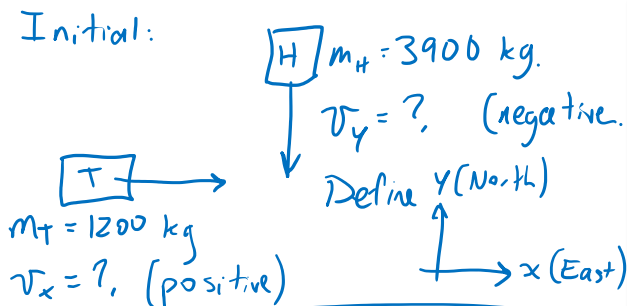 Initial:
H m_H = 3900 kg.
v_y = ?, (negative.
T
Define y (North)
m_T = 1200 kg
v_x = ?, (positive)
x (East)